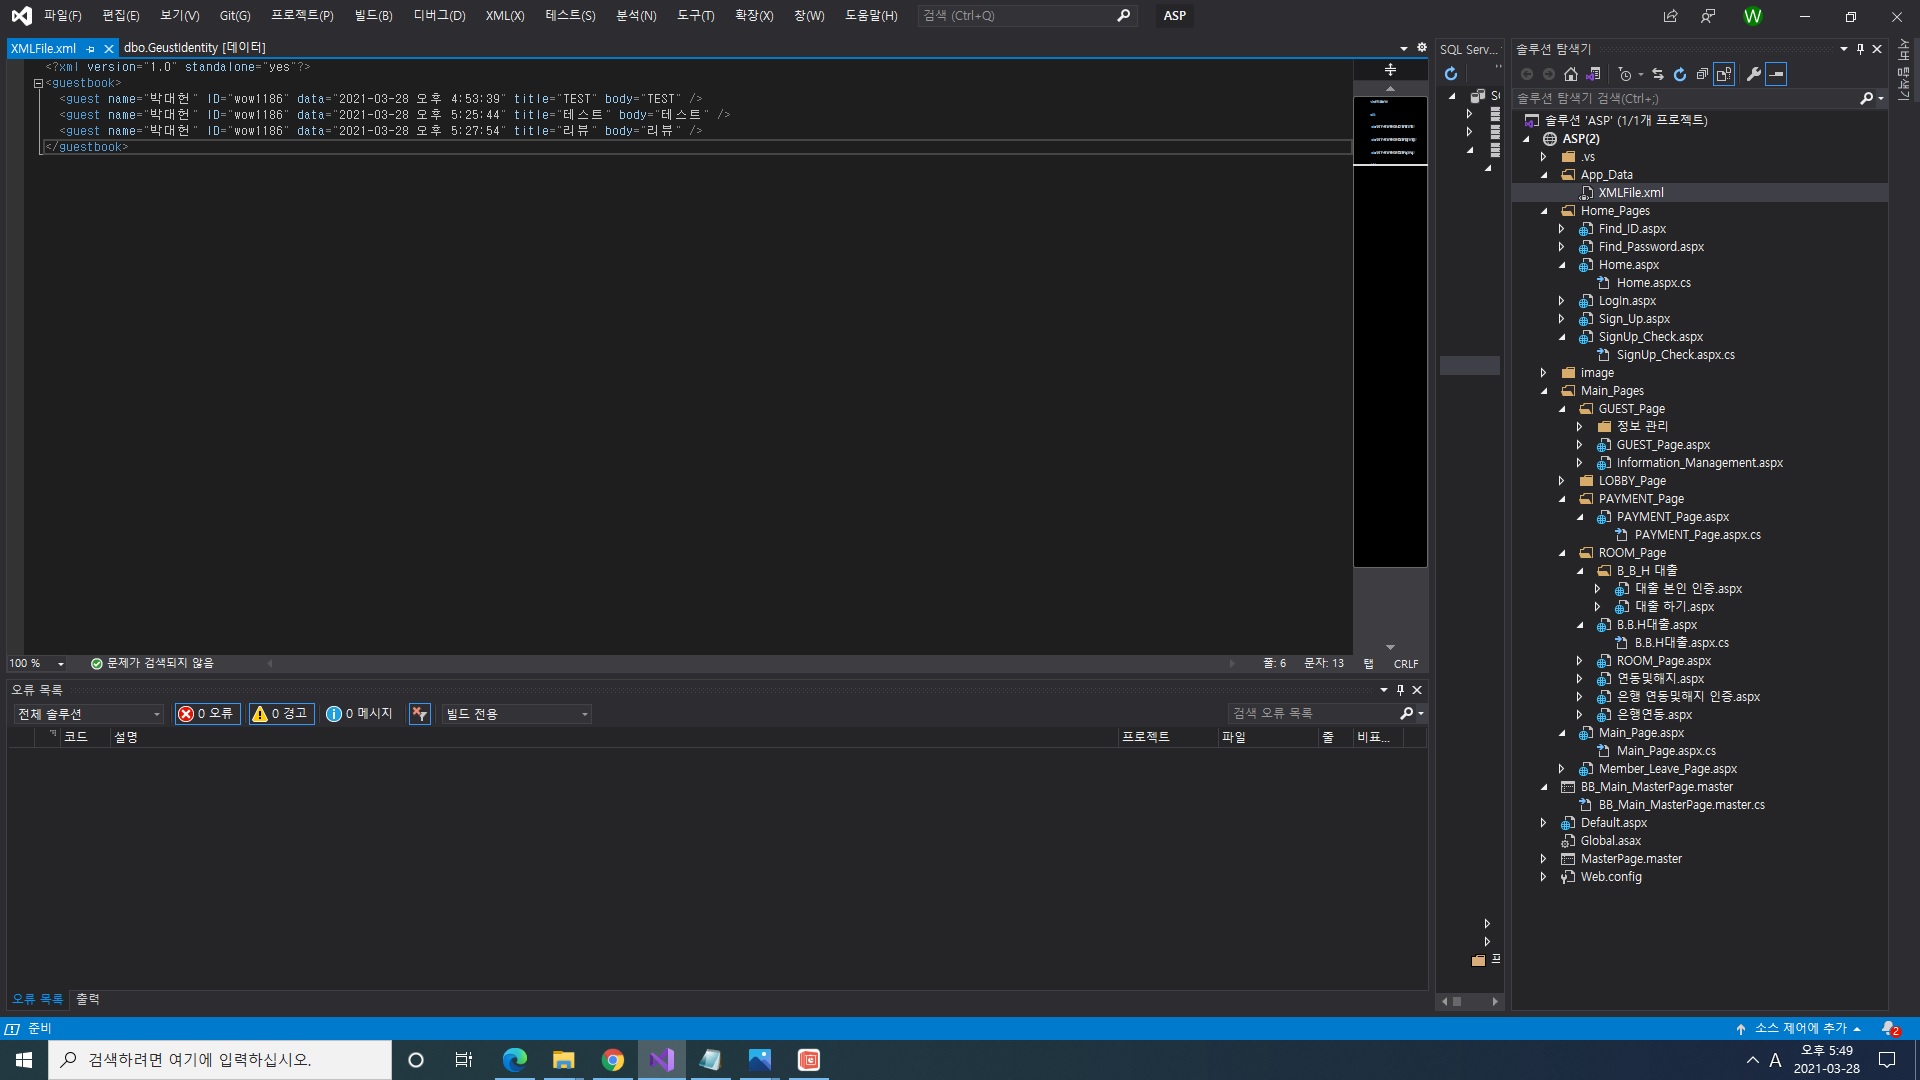 파일(F) 편집(E) 보기(V) Git(G) 프로젝트(P) 빌드(B) 디버그(D) XML(X) 테스트(S) 분석(N) 도구(T) 확장(X) 창(W) 도움말(H) 검색 (Ctrl+Q) ASP W
XMLFile.xml dbo.GeustIdentity [데이터]
<?xml version="1.0" standalone="yes"?>
<guestbook>
<guest name="박대헌" ID="wow1186" data="2021-03-28 오후 4:53:39" title="TEST" body="TEST" />
<guest name="박대헌" ID="wow1186" data="2021-03-28 오후 5:25:44" title="테스트" body="테스트" />
<guest name="박대헌" ID="wow1186" data="2021-03-28 오후 5:27:54" title="리뷰" body="리뷰" />
</guestbook>
100 % 문제가 검색되지 않음 줄: 6 문자: 13 탭 CRLF
오류 목록
전체 솔루션 0 오류 0 경고 0 메시지 빌드 전용 검색 오류 목록
코드 설명 프로젝트 파일 줄 비표...
오류 목록 출력
SQL Serv...
솔루션 탐색기
솔루션 탐색기 검색(Ctrl+;)
솔루션 'ASP' (1/1개 프로젝트)
ASP(2)
.vs
App_Data
XMLFile.xml
Home_Pages
Find_ID.aspx
Find_Password.aspx
Home.aspx
Home.aspx.cs
LogIn.aspx
Sign_Up.aspx
SignUp_Check.aspx
SignUp_Check.aspx.cs
image
Main_Pages
GUEST_Page
정보 관리
GUEST_Page.aspx
Information_Management.aspx
LOBBY_Page
PAYMENT_Page
PAYMENT_Page.aspx
PAYMENT_Page.aspx.cs
ROOM_Page
B_B_H 대출
대출 본인 인증.aspx
대출 하기.aspx
B.B.H대출.aspx
B.B.H대출.aspx.cs
ROOM_Page.aspx
연동및해지.aspx
은행 연동및해지 인증.aspx
은행연동.aspx
Main_Page.aspx
Main_Page.aspx.cs
Member_Leave_Page.aspx
BB_Main_MasterPage.master
BB_Main_MasterPage.master.cs
Default.aspx
Global.asax
MasterPage.master
Web.config
서버 탐색기
준비 소스 제어에 추가 2
검색하려면 여기에 입력하십시오. A 오후 5:49
2021-03-28